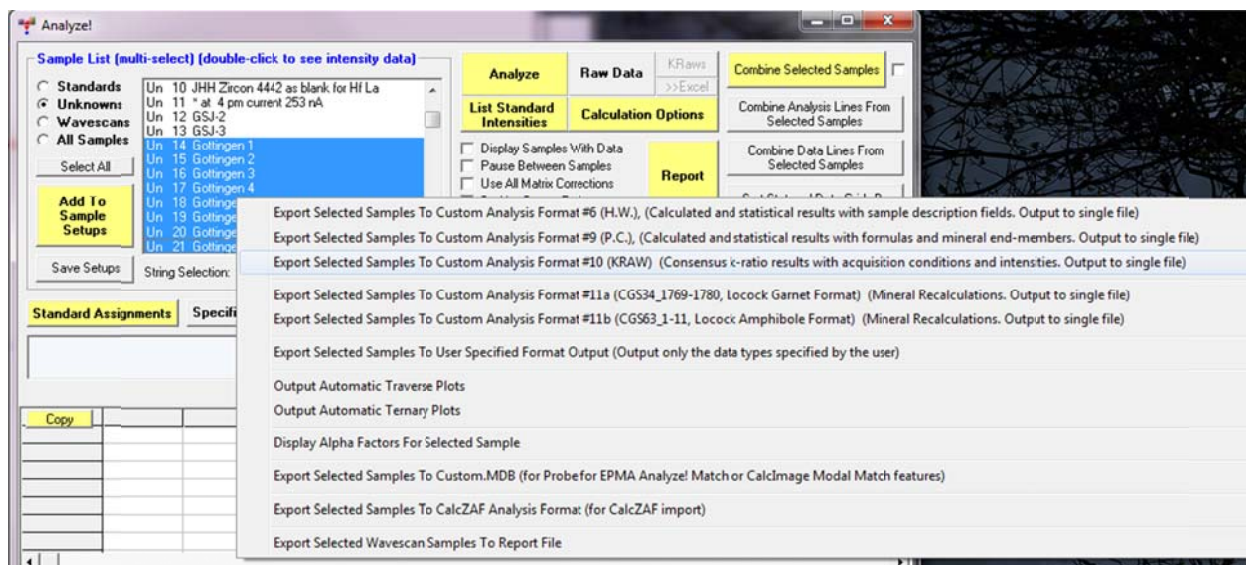 Analyze!
Sample List (multi-select) (double-click to see intensity data)
Standards
Unknowns
Wavescans
All Samples
Select All
Add To
Sample
Setups
Save Setups
Un 10 JHH Zircon 4442 as blank for Hf La
Un 11 * at 4 pm current 253 nA
Un 12 GSJ-2
Un 13 GSJ-3
Un 14 Gottingen 1
Un 15 Gottingen 2
Un 16 Gottingen 3
Un 17 Gottingen 4
Un 18 Gottinge
Un 19 Gottinge
Un 20 Gottinge
Un 21 Gottinge
String Selection:
Analyze
Raw Data
KRaws
>>Excel
List Standard
Intensities
Calculation Options
Display Samples With Data
Pause Between Samples
Use All Matrix Corrections
Report
Combine Selected Samples
Combine Analysis Lines From
Selected Samples
Combine Data Lines From
Selected Samples
Standard Assignments
Specifi
Copy
Export Selected Samples To Custom Analysis Format #6 (H.W.), (Calculated and statistical results with sample description fields. Output to single file)
Export Selected Samples To Custom Analysis Format #9 (P.C.), (Calculated and statistical results with formulas and mineral end-members. Output to single file)
Export Selected Samples To Custom Analysis Format #10 (KRAW) (Consensus k-ratio results with acquisition conditions and intensties. Output to single file)
Export Selected Samples To Custom Analysis Format #11a (CGS34_1769-1780, Locock Garnet Format) (Mineral Recalculations. Output to single file)
Export Selected Samples To Custom Analysis Format #11b (CGS63_1-11, Locock Amphibole Format) (Mineral Recalculations. Output to single file)
Export Selected Samples To User Specified Format Output (Output only the data types specified by the user)
Output Automatic Traverse Plots
Output Automatic Ternary Plots
Display Alpha Factors For Selected Sample
Export Selected Samples To Custom.MDB (for Probe for EPMA Analyze! Match or CalcImage Modal Match features)
Export Selected Samples To CalcZAF Analysis Format (for CalcZAF import)
Export Selected Wavescan Samples To Report File